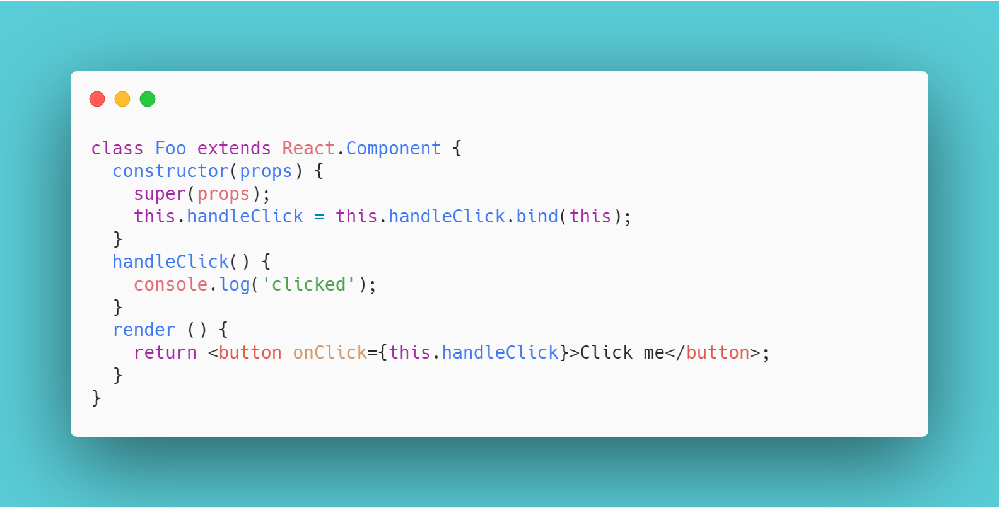 class Foo extends React.Component {
  constructor(props) {
    super(props);
    this.handleClick = this.handleClick.bind(this);
  }
  handleClick() {
    console.log('clicked');
  }
  render () {
    return <button onClick={this.handleClick}>Click me</button>;
  }
}